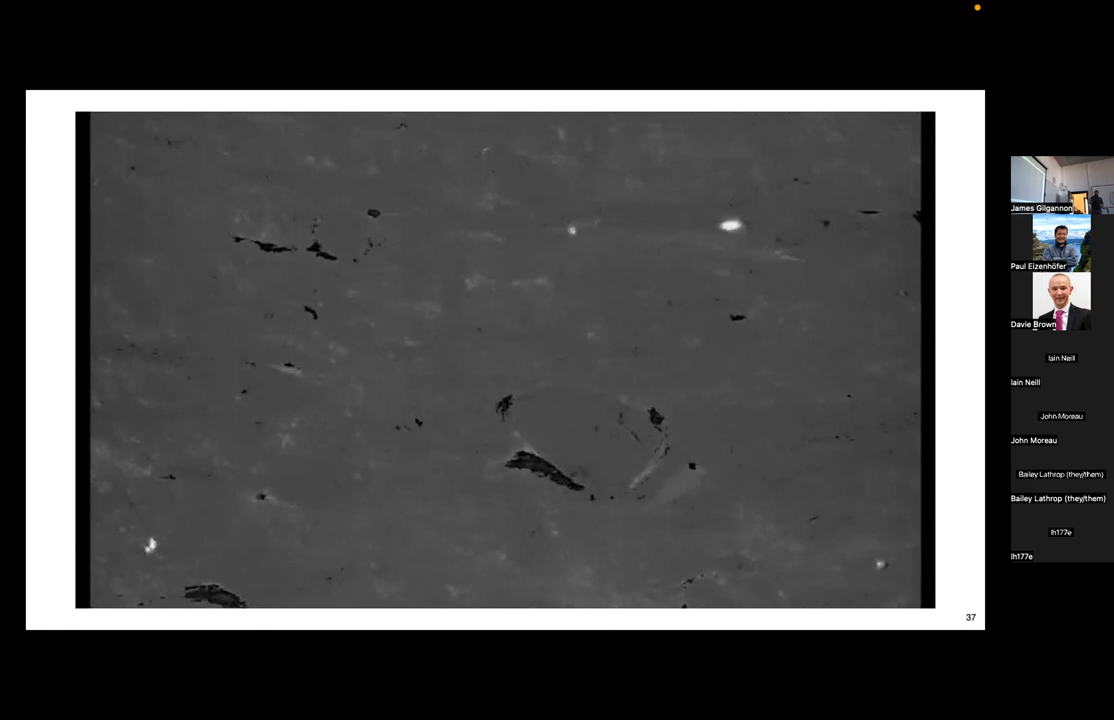 James Gilgannon
Paul Eizenhöfer
Davie Brown
Iain Neill
Iain Neill
John Moreau
John Moreau
Bailey Lathrop (they/them)
Bailey Lathrop (they/them)
lh177e
lh177e
37